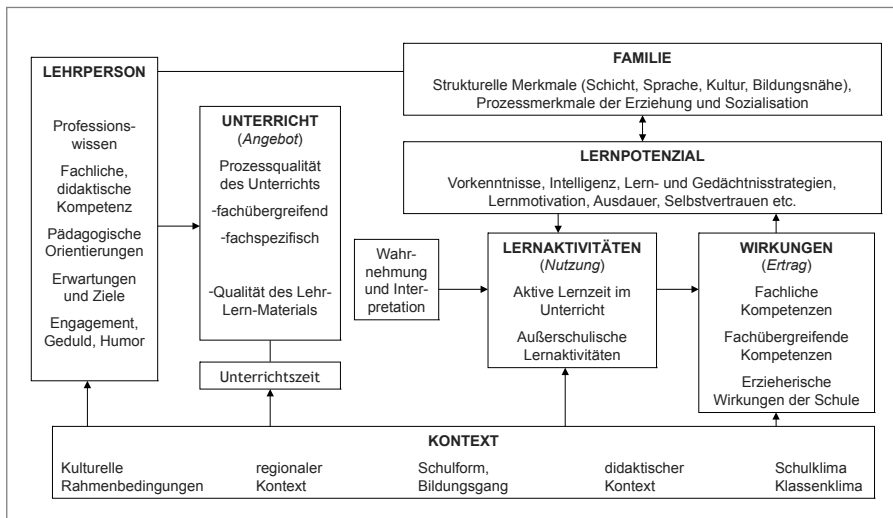 LEHRPERSON
Professions-
wissen
Fachliche,
didaktische
Kompetenz
Pädagogische
Orientierungen
Erwartungen
und Ziele
Engagement,
Geduld, Humor
UNTERRICHT
(Angebot)
Prozessqualität
des Unterrichts
-fachübergreifend
-fachspezifisch
-Qualität des Lehr-
Lern-Materials
Unterrichtszeit
FAMILIE
Strukturelle Merkmale (Schicht, Sprache, Kultur, Bildungsnähe),
Prozessmerkmale der Erziehung und Sozialisation
LERNPOTENZIAL
Vorkenntnisse, Intelligenz, Lern- und Gedächtnisstrategien,
Lernmotivation, Ausdauer, Selbstvertrauen etc.
Wahr-
nehmung
und Inter-
pretation
LERNAKTIVITÄTEN
(Nutzung)
Aktive Lernzeit im
Unterricht
Außerschulische
Lernaktivitäten
WIRKUNGEN
(Ertrag)
Fachliche
Kompetenzen
Fachübergreifende
Kompetenzen
Erzieherische
Wirkungen der Schule
KONTEXT
Kulturelle
Rahmenbedingungen
regionaler
Kontext
Schulform,
Bildungsgang
didaktischer
Kontext
Schulklima
Klassenklima